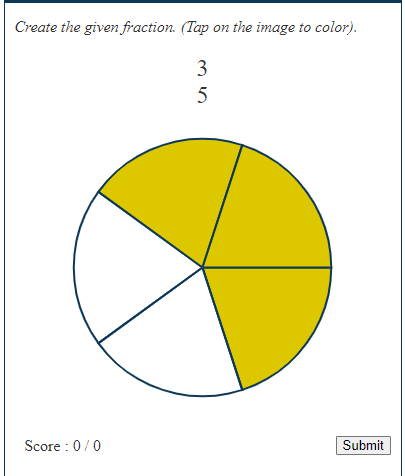 Create the given fraction. (Tap on the image to color).
3
5
Score : 0 / 0
Submit